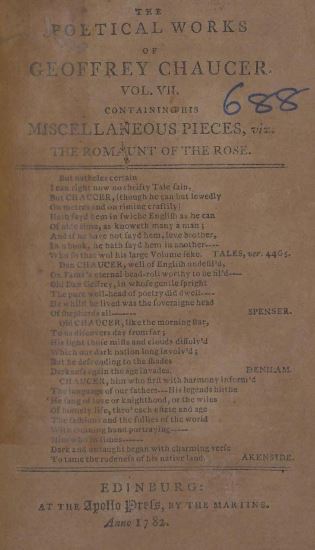 THE
POETICAL WORKS
OF
GEOFFREY CHAUCER.
VOL. VII.
CONTAINING HIS
688
MISCELLANEOUS PIECES, viz.
THE ROMAUNT OF THE ROSE.
But natheles certain
I can right now no thrifty Tale sain,
But CHAUCER, (though he can but lewedly
On metres and on riming craftily)
Hath sayd hem in swiche English as he can
Of olde time, as knoweth many a man;
And if he have not sayd hem, leve brother,
In o book, he hath sayd hem in another----
Who so that wol his large Volume seke. TALES, ver. 4465.
Dan CHAUCER, well of English undefil'd,
On Fame's eternal bead-roll worthy to be fil'd----
Old Dan Geffrey, in whose gentle spright
The pure well-head of poetry did dwell----
He whilst he lived was the soveraigne head
Of shepherds all------- SPENSER.
Old CHAUCER, like the morning star,
To us discovers day from far;
His light those mists and clouds dissolv'd
Which our dark nation long involv'd;
But he descending to the shades
Darkness again the age invades. DENHAM.
CHAUCER, him who first with harmony inform'd
The language of our fathers---His legends blithe
He sang of love or knighthood, or the wiles
Of homely life, thro' each estate and age
The fashions and the follies of the world
With cunning hand portraying-----
Him who in times------
Dark and untaught began with charming verse
To tame the rudeness of his native land. AKENSIDE.
EDINBURG:
AT THE Apollo Press, BY THE MARTINS.
Anno 1782.